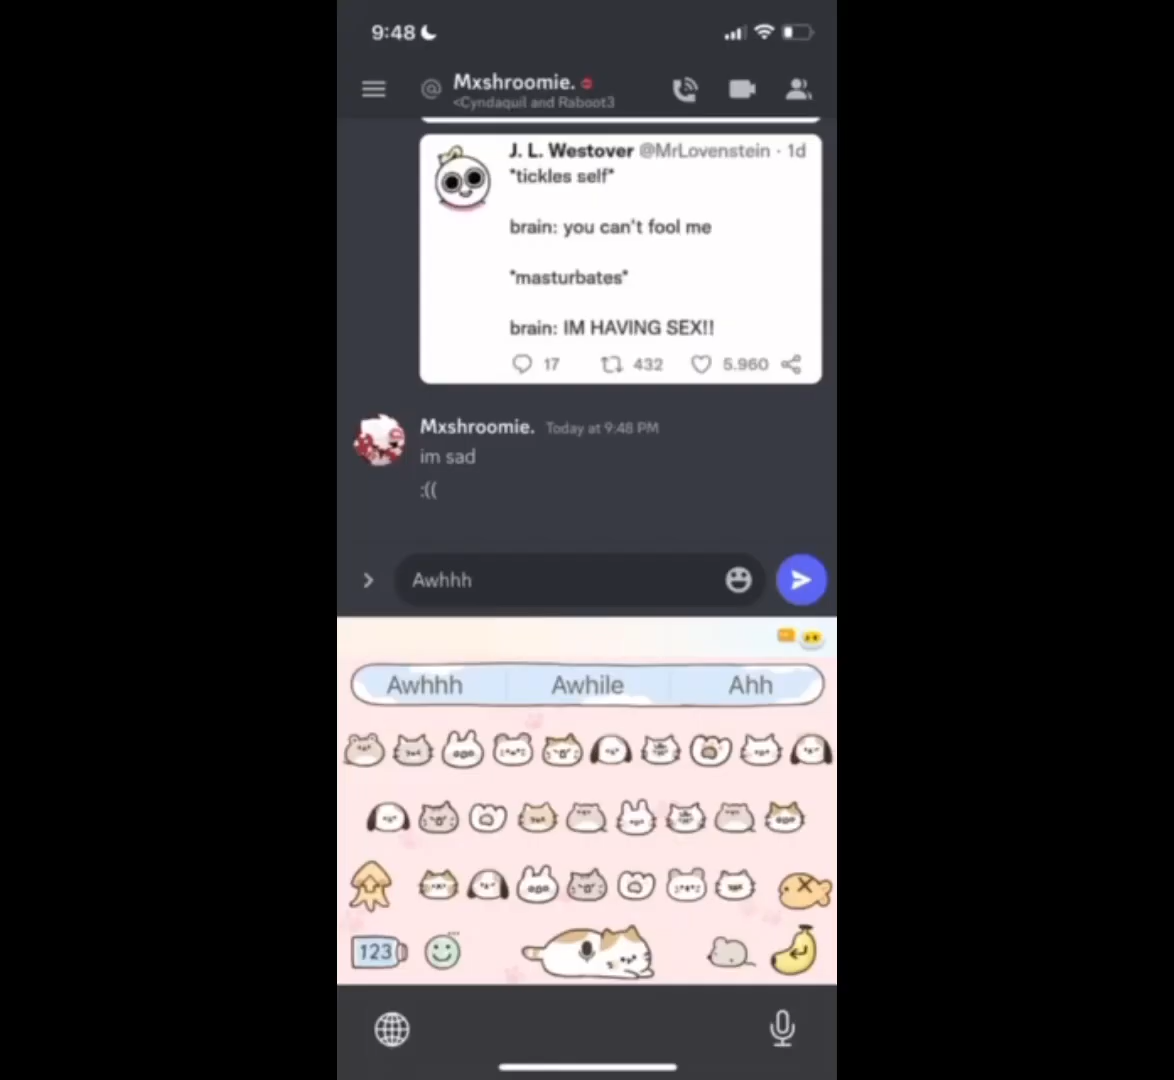 9:48
@ Mxshroomie.
<Cyndaquil and Raboot3
J. L. Westover @MrLovenstein · 1d
*tickles self*
brain: you can't fool me
*masturbates*
brain: IM HAVING SEX!!
17 432 5.960
Mxshroomie. Today at 9:48 PM
im sad
:((
Awhhh
Awhhh Awhile Ahh
123